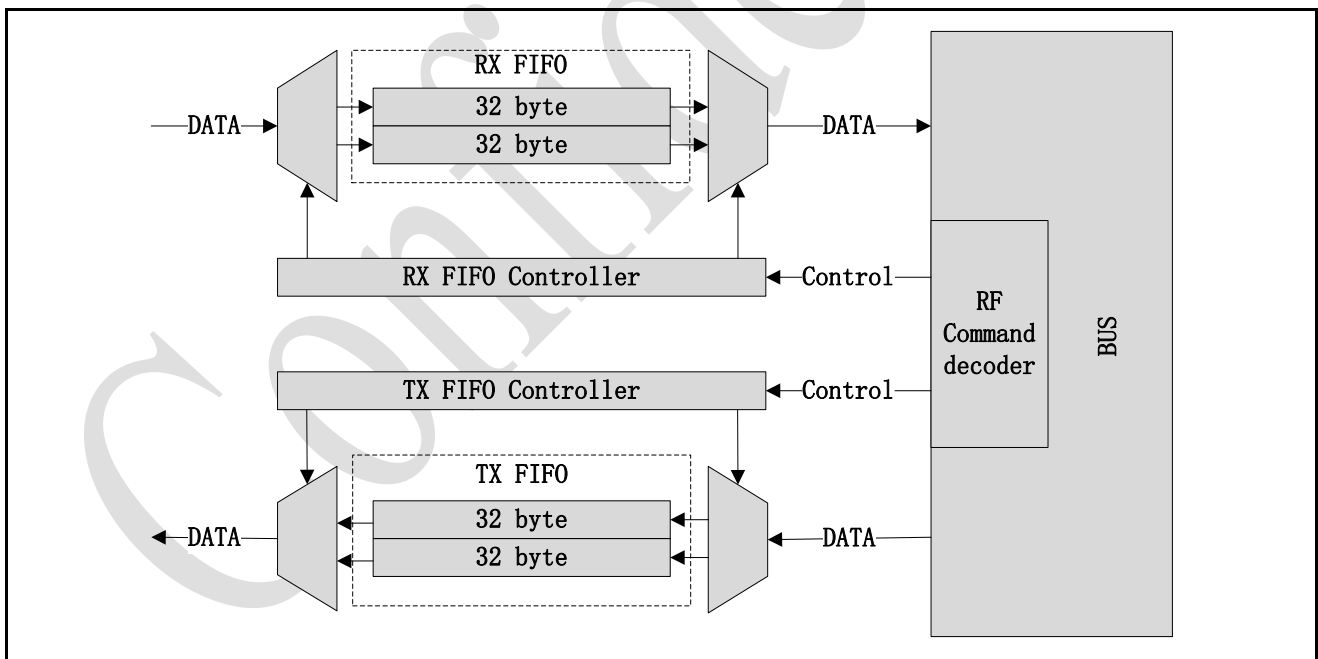 RX FIFO
32 byte
32 byte
DATA
DATA
RX FIFO Controller
Control
RF
Command
decoder
BUS
TX FIFO Controller
Control
TX FIFO
32 byte
32 byte
DATA
DATA